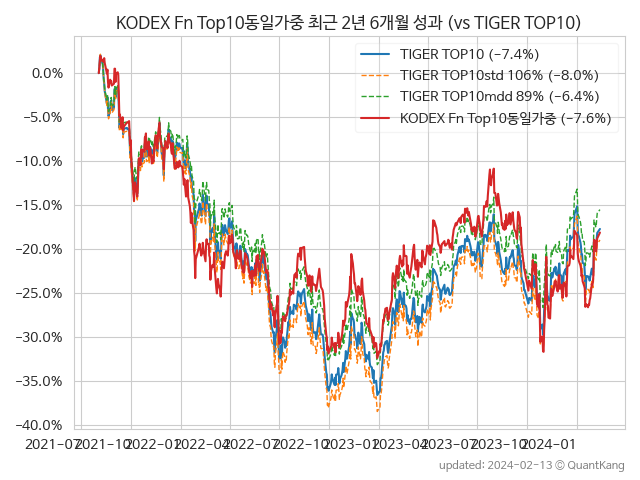 KODEX Fn Top10동일가중 최근 2년 6개월 성과 (vs TIGER TOP10)
TIGER TOP10 (−7.4%)
TIGER TOP10std 106% (−8.0%)
TIGER TOP10mdd 89% (−6.4%)
KODEX Fn Top10동일가중 (−7.6%)
0.0%
−5.0%
−10.0%
−15.0%
−20.0%
−25.0%
−30.0%
−35.0%
−40.0%
2021-07 2021-10 2022-01 2022-04 2022-07 2022-10 2023-01 2023-04 2023-07 2023-10 2024-01
updated: 2024-02-13 © QuantKang